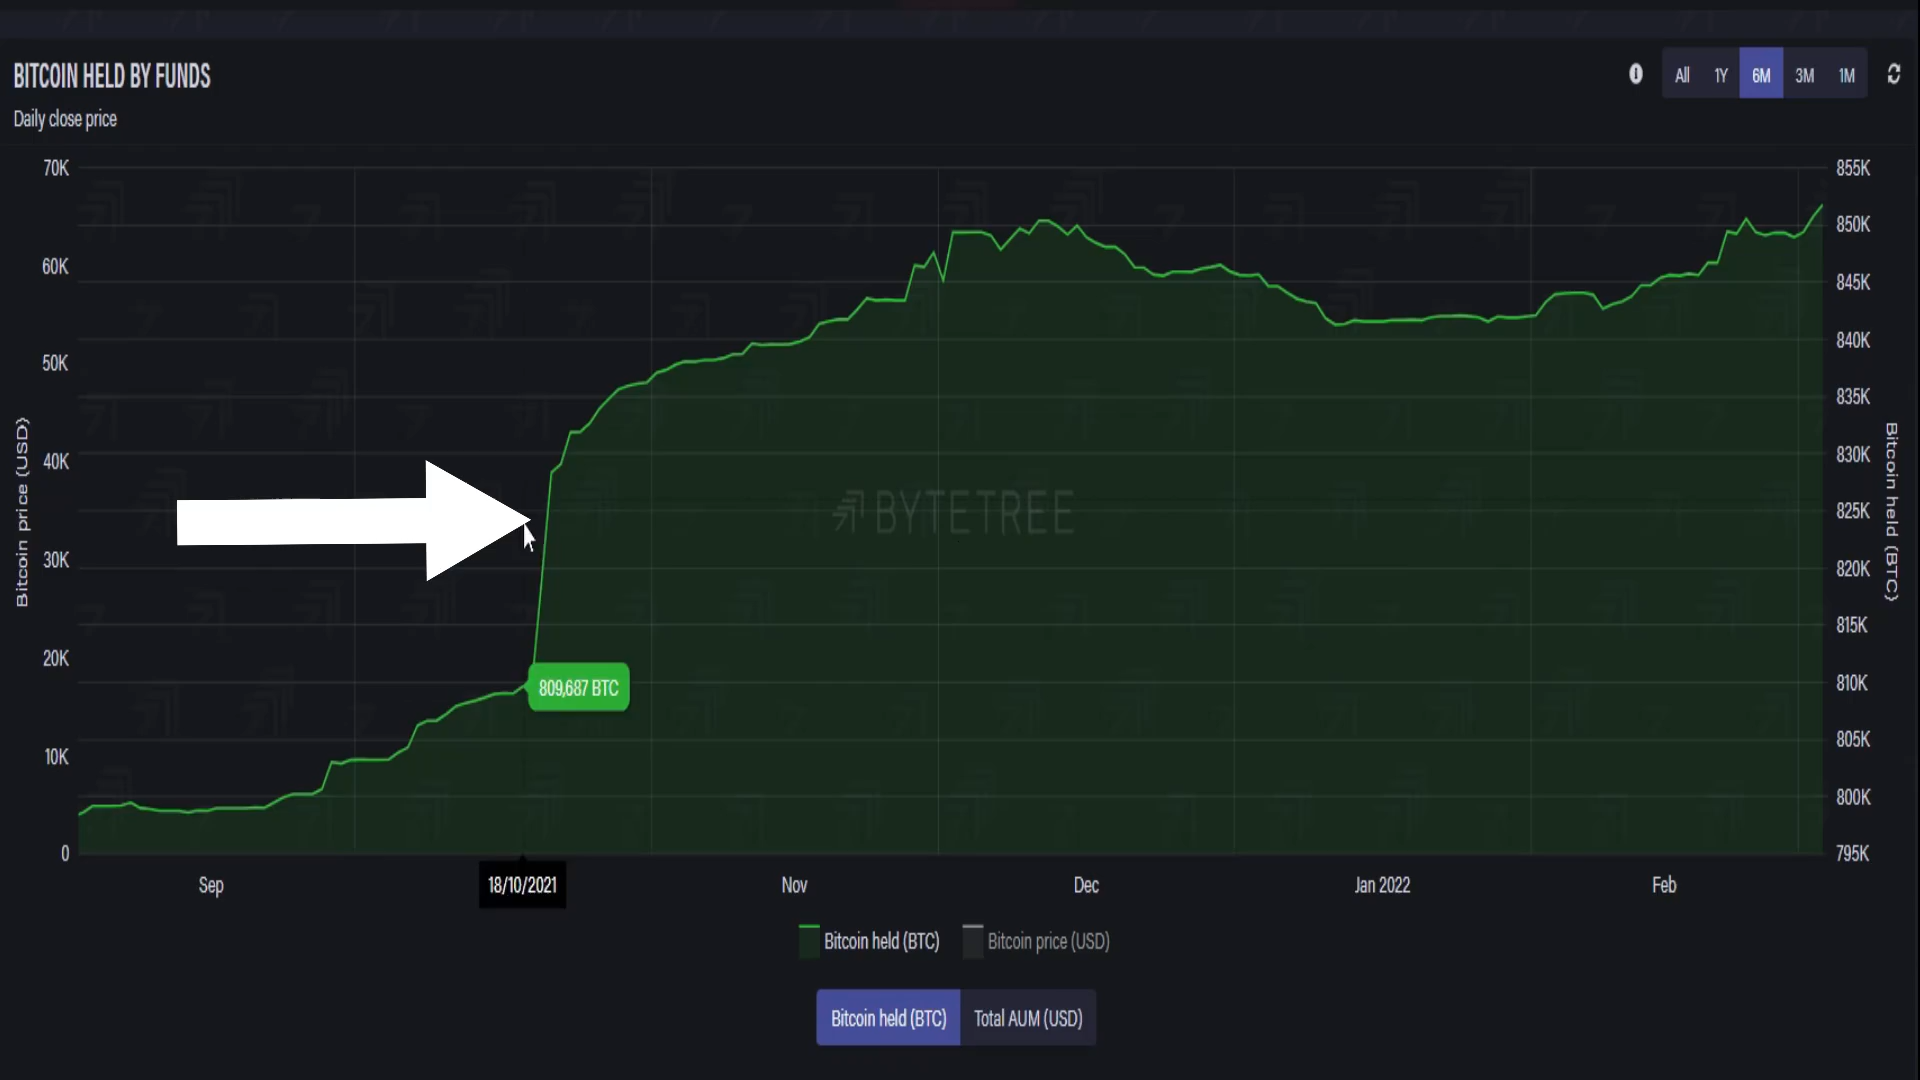 BITCOIN HELD BY FUNDS
All 1Y 6M 3M 1M
Daily close price
70K
60K
50K
40K
30K
20K
10K
0
Bitcoin price (USD)
855K
850K
845K
840K
835K
830K
825K
820K
815K
810K
805K
800K
795K
Bitcoin held (BTC)
BYTETREE
809,687 BTC
Sep 18/10/2021 Nov Dec Jan 2022 Feb
Bitcoin held (BTC) Bitcoin price (USD)
Bitcoin held (BTC) Total AUM (USD)